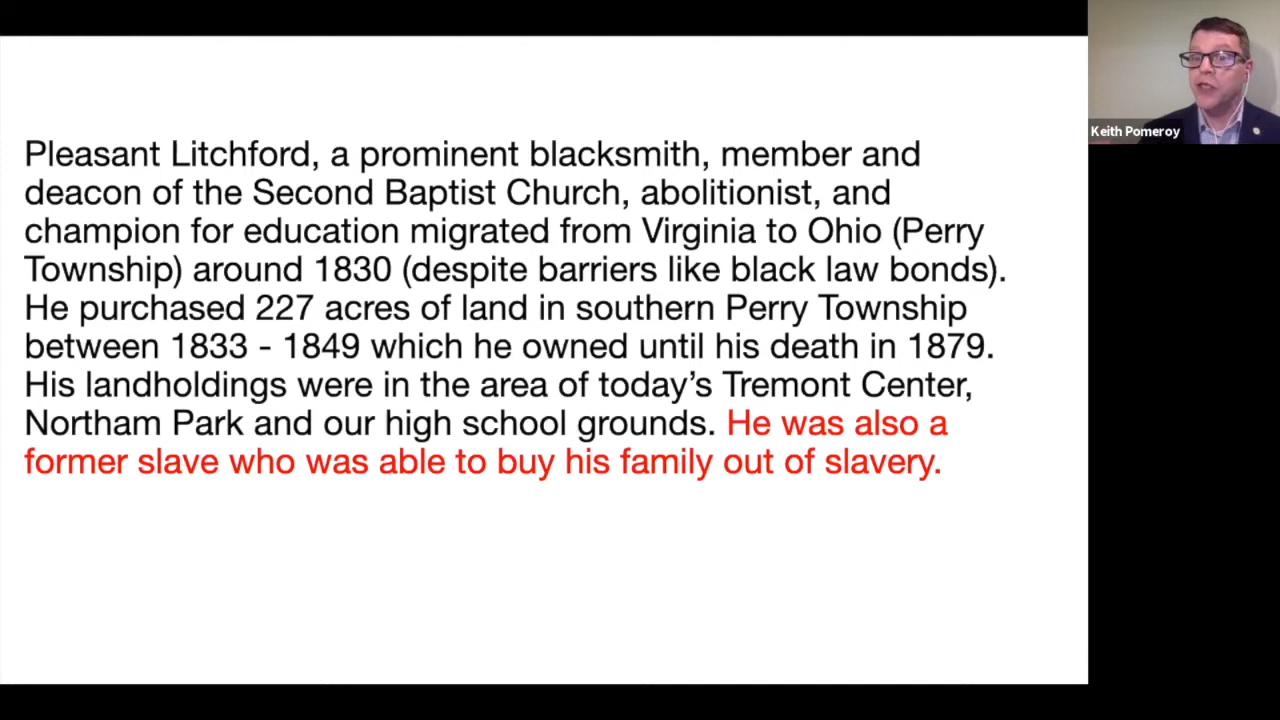 Pleasant Litchford, a prominent blacksmith, member and
deacon of the Second Baptist Church, abolitionist, and
champion for education migrated from Virginia to Ohio (Perry
Township) around 1830 (despite barriers like black law bonds).
He purchased 227 acres of land in southern Perry Township
between 1833 - 1849 which he owned until his death in 1879.
His landholdings were in the area of today’s Tremont Center,
Northam Park and our high school grounds. He was also a
former slave who was able to buy his family out of slavery.
Keith Pomeroy